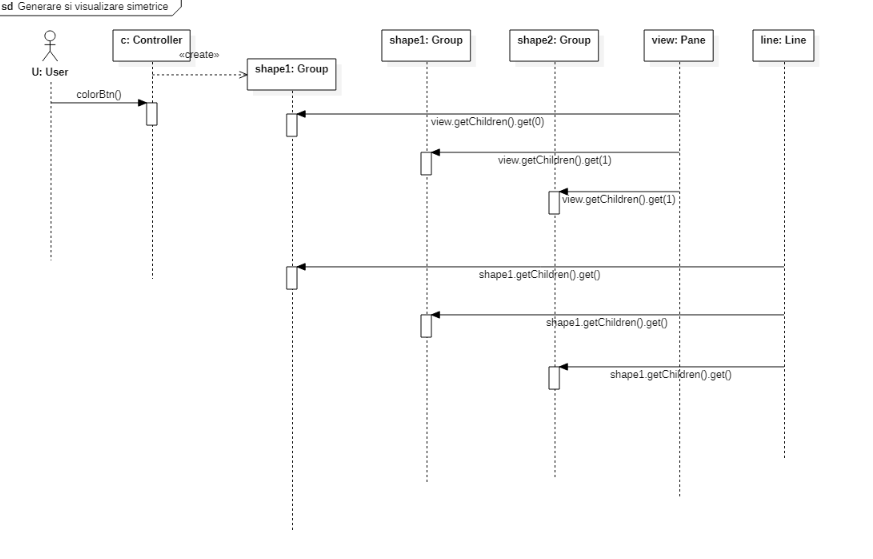 sd Generare si visualizare simetrice
c: Controller
shape1: Group
shape2: Group
view: Pane
line: Line
«create»
shape1: Group
U: User
colorBtn()
view.getChildren().get(0)
view.getChildren().get(1)
view.getChildren().get(1)
shape1.getChildren().get()
shape1.getChildren().get()
shape1.getChildren().get()